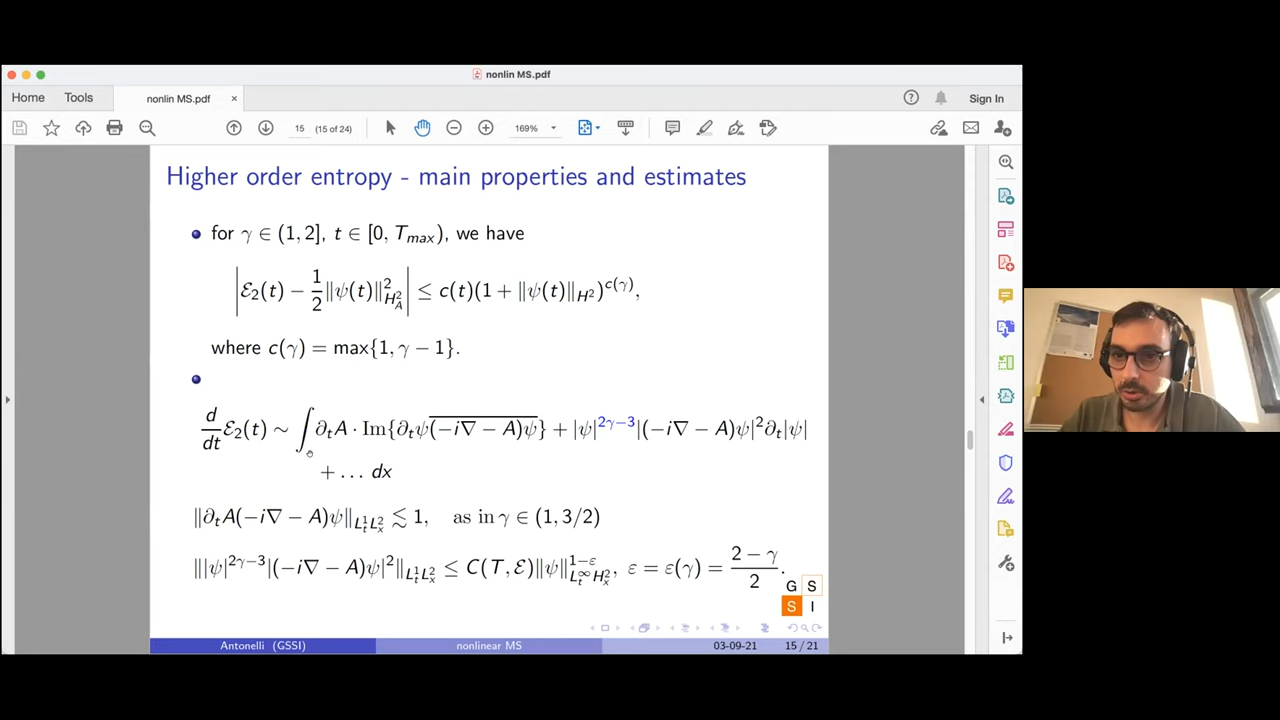 nonlin MS.pdf
Home Tools nonlin MS.pdf × Sign In
15 (15 of 24) 169%
Higher order entropy - main properties and estimates
for γ ∈ (1, 2], t ∈ [0, T_max), we have
|ℰ₂(t) − 1/2 ‖ψ(t)‖²_{H²_A}| ≤ c(t)(1 + ‖ψ(t)‖_{H²})^{c(γ)},
where c(γ) = max{1, γ − 1}.
d/dt ℰ₂(t) ∼ ∫ ∂ₜA · Im{∂ₜψ \overline{(−i∇ − A)ψ}} + |ψ|^{2γ−3}|(−i∇ − A)ψ|²∂ₜ|ψ|
+ … dx
‖∂ₜA(−i∇ − A)ψ‖_{L¹ₜL²ₓ} ≲ 1, as in γ ∈ (1, 3/2)
‖|ψ|^{2γ−3}|(−i∇ − A)ψ|²‖_{L¹ₜL²ₓ} ≤ C(T, ℰ)‖ψ‖^{1−ε}_{L^∞ₜH²ₓ}, ε = ε(γ) = (2 − γ)/2.
G S
S I
Antonelli (GSSI) nonlinear MS 03-09-21 15 / 21